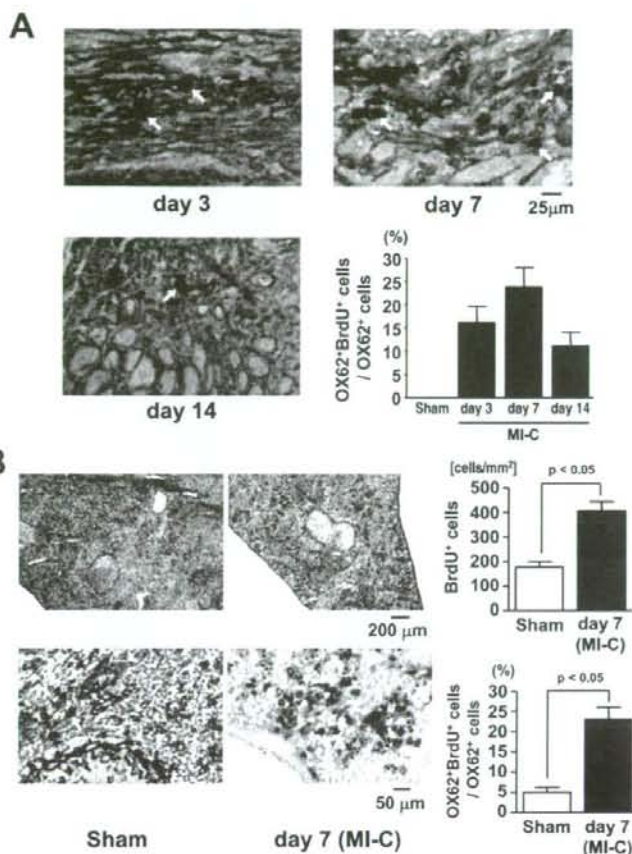 A
day 3
day 7
25μm
day 14
(%)
OX62⁺BrdU⁺ cells
/ OX62⁺ cells
30
25
20
15
10
5
0
Sham
day 3
day 7
day 14
MI-C
B
200 μm
[cells/mm²]
BrdU⁺ cells
p < 0.05
500
400
300
200
100
0
Sham
day 7
(MI-C)
50 μm
(%)
OX62⁺BrdU⁺ cells
/ OX62⁺ cells
p < 0.05
30
25
20
15
10
5
0
Sham
day 7
(MI-C)
Sham
day 7 (MI-C)